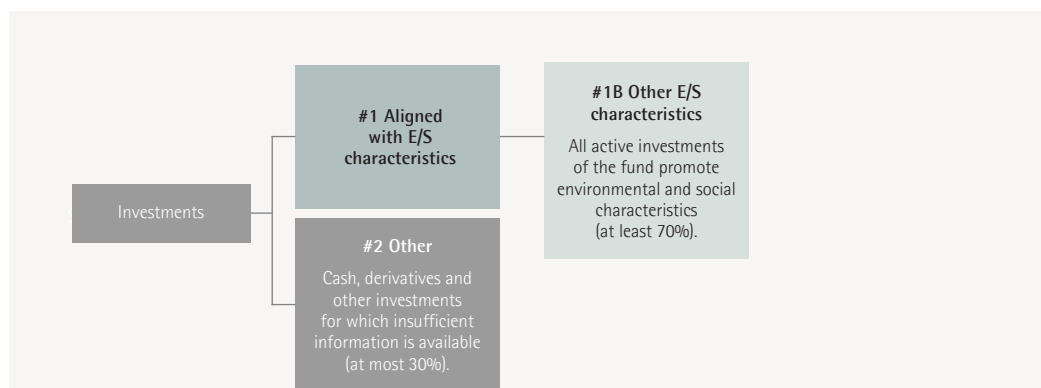 Investments
#1 Aligned
with E/S
characteristics
#1B Other E/S
characteristics
All active investments
of the fund promote
environmental and social
characteristics
(at least 70%).
#2 Other
Cash, derivatives and
other investments
for which insufficient
information is available
(at most 30%).